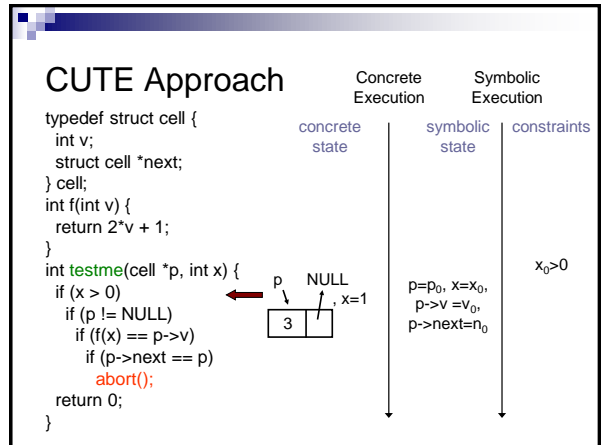 CUTE Approach
Concrete
Execution
Symbolic
Execution
concrete
state
symbolic
state
constraints
typedef struct cell {
int v;
struct cell *next;
} cell;
int f(int v) {
return 2*v + 1;
}
int testme(cell *p, int x) {
if (x > 0)
if (p != NULL)
if (f(x) == p->v)
if (p->next == p)
abort();
return 0;
}
p NULL
, x=1
3
p=p₀, x=x₀,
p->v =v₀,
p->next=n₀
x₀>0